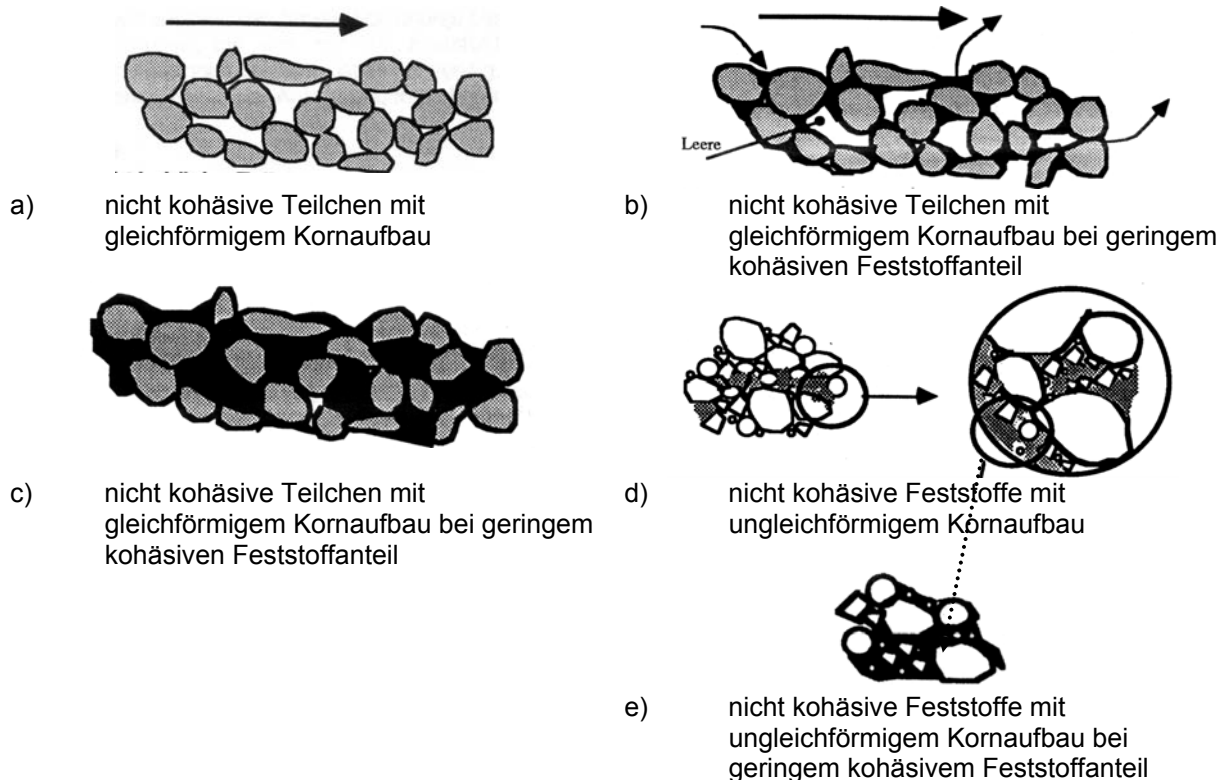 Leere
a) nicht kohäsive Teilchen mit
gleichförmigem Kornaufbau
b) nicht kohäsive Teilchen mit
gleichförmigem Kornaufbau bei geringem
kohäsiven Feststoffanteil
c) nicht kohäsive Teilchen mit
gleichförmigem Kornaufbau bei geringem
kohäsiven Feststoffanteil
d) nicht kohäsive Feststoffe mit
ungleichförmigem Kornaufbau
e) nicht kohäsive Feststoffe mit
ungleichförmigem Kornaufbau bei
geringem kohäsivem Feststoffanteil